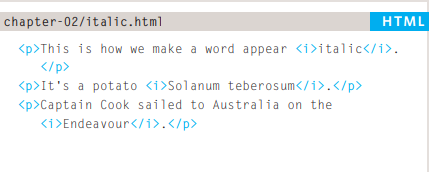 chapter-02/italic.html HTML
<p>This is how we make a word appear <i>italic</i>.
</p>
<p>It's a potato <i>Solanum teberosum</i>.</p>
<p>Captain Cook sailed to Australia on the
<i>Endeavour</i>.</p>